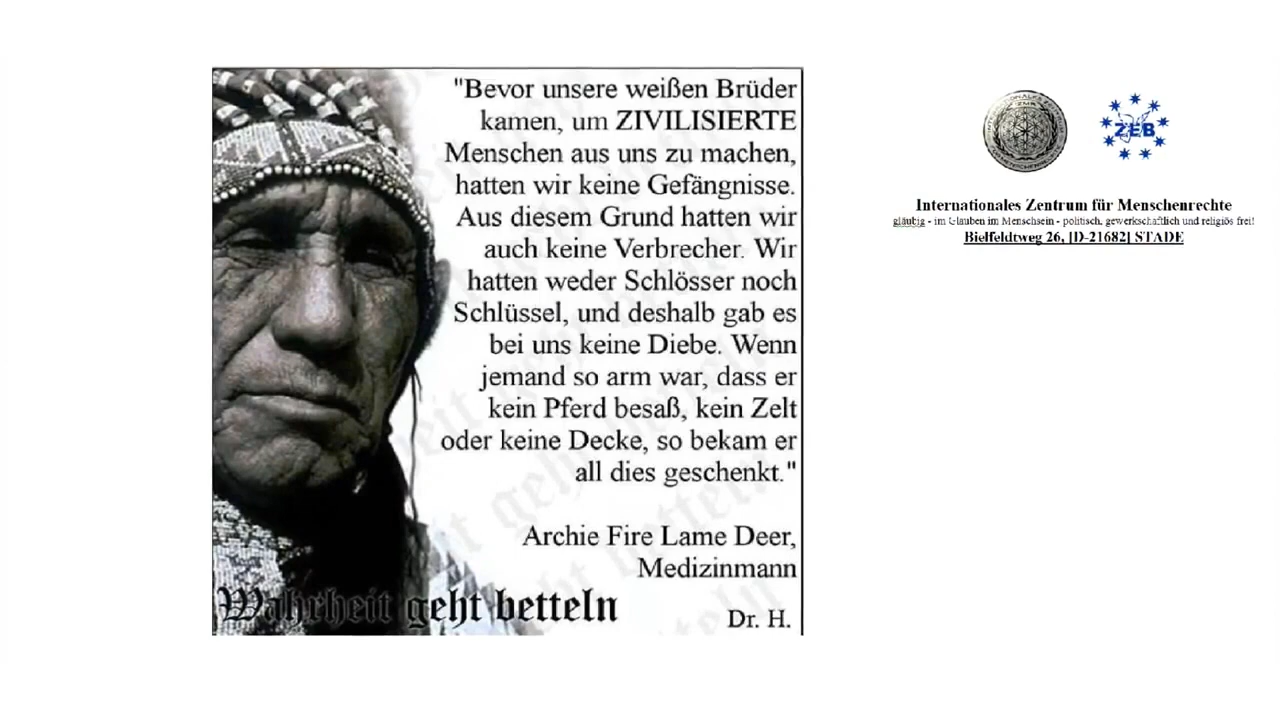 "Bevor unsere weißen Brüder
kamen, um ZIVILISIERTE
Menschen aus uns zu machen,
hatten wir keine Gefängnisse.
Aus diesem Grund hatten wir
auch keine Verbrecher. Wir
hatten weder Schlösser noch
Schlüssel, und deshalb gab es
bei uns keine Diebe. Wenn
jemand so arm war, dass er
kein Pferd besaß, kein Zelt
oder keine Decke, so bekam er
all dies geschenkt."
Archie Fire Lame Deer,
Medizinmann
Wahrheit geht betteln
Dr. H.
ZEB
Internationales Zentrum für Menschenrechte
gläubig - im Glauben im Menschsein - politisch, gewerkschaftlich und religiös frei!
Bielfeldtweg 26, [D-21682] STADE